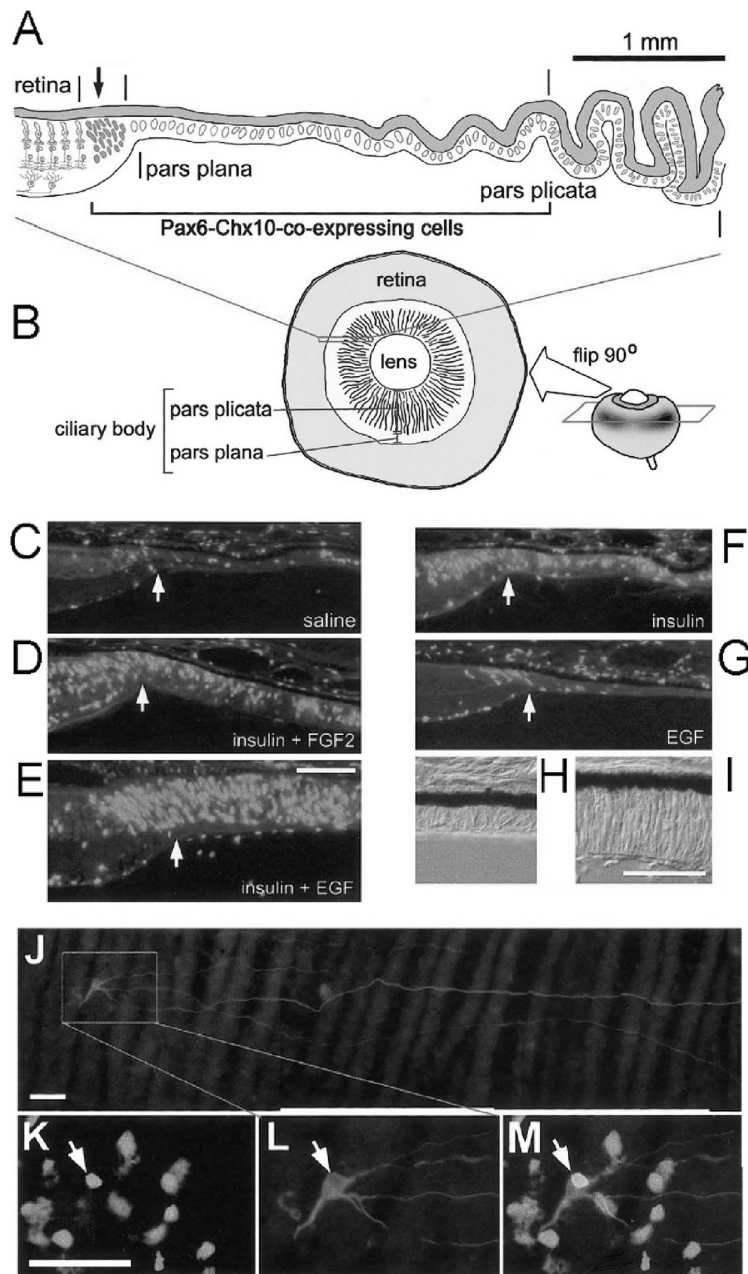 A
1 mm
retina
pars plana
pars plicata
Pax6-Chx10-co-expressing cells
B
retina
lens
flip 90°
ciliary body
pars plicata
pars plana
C
saline
F
insulin
D
insulin + FGF2
G
EGF
E
insulin + EGF
H
I
J
K
L
M